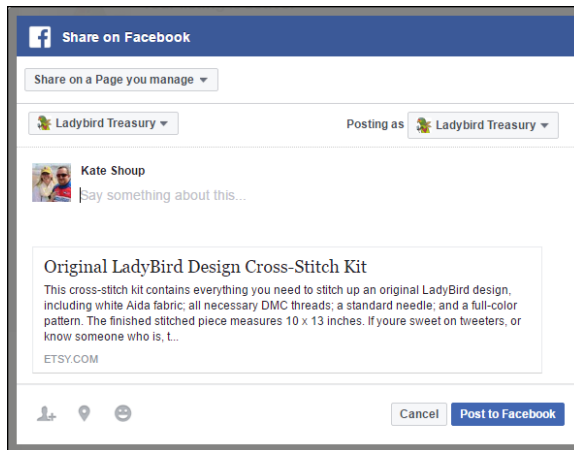 Share on Facebook
Share on a Page you manage
Ladybird Treasury
Posting as Ladybird Treasury
Kate Shoup
Say something about this...
Original LadyBird Design Cross-Stitch Kit
This cross-stitch kit contains everything you need to stitch up an original LadyBird design,
including white Aida fabric; all necessary DMC threads; a standard needle; and a full-color
pattern. The finished stitched piece measures 10 x 13 inches. If youre sweet on tweeters, or
know someone who is, t...
ETSY.COM
Cancel Post to Facebook